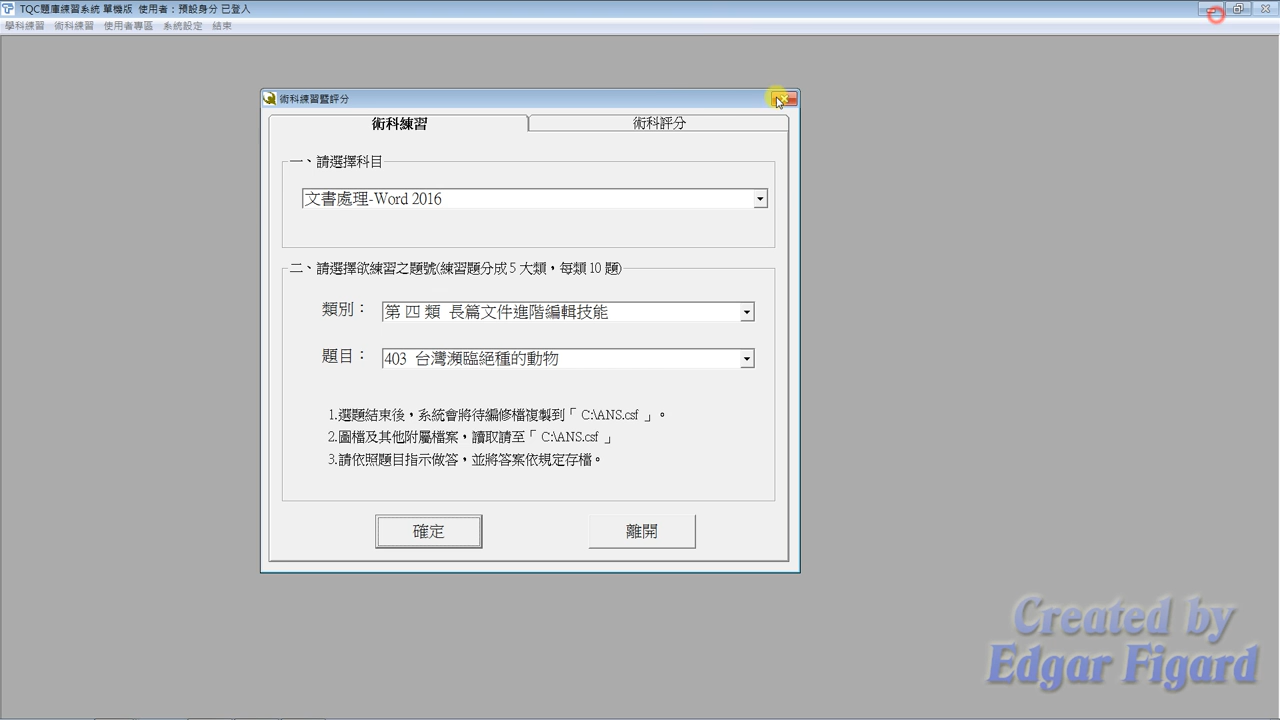 TQC題庫練習系統 單機版 使用者：預設身分 已登入
學科練習 術科練習 使用者專區 系統設定 結束
術科練習暨評分
術科練習 術科評分
一、請選擇科目
文書處理-Word 2016
二、請選擇欲練習之題號(練習題分成 5 大類，每類 10 題)
類別： 第 四 類 長篇文件進階編輯技能
題目： 403 台灣瀕臨絕種的動物
1.選題結束後，系統會將待編修檔複製到「 C:\ANS.csf 」。
2.圖檔及其他附屬檔案，讀取請至「 C:\ANS.csf 」
3.請依照題目指示做答，並將答案依規定存檔。
確定 離開
Created by
Edgar Figard